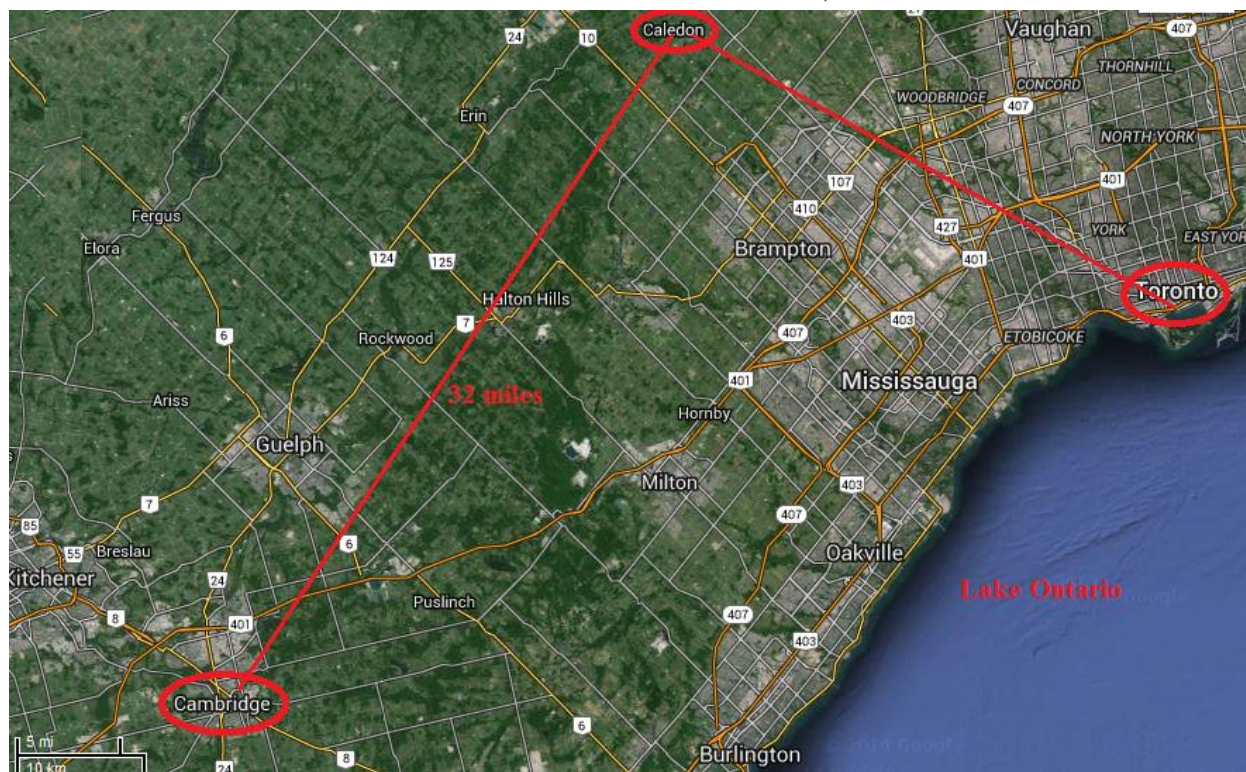 24
10
Caledon
Vaughan
407
THORNHILL
CONCORD
WOODBRIDGE
407
Erin
NORTH YORK
107
401
Fergus
410
427
YORK
EAST YOR
Elora
Brampton
124
125
401
Toronto
Halton Hills
7
403
6
Rockwood
407
ETOBICOKE
401
Mississauga
32 miles
Ariss
Hornby
Guelph
Milton
403
7
407
85
6
Oakville
55
Breslau
Kitchener
24
Lake Ontario
Puslinch
8
401
407
403
Cambridge
6
5 mi
Burlington
8
10 km
24